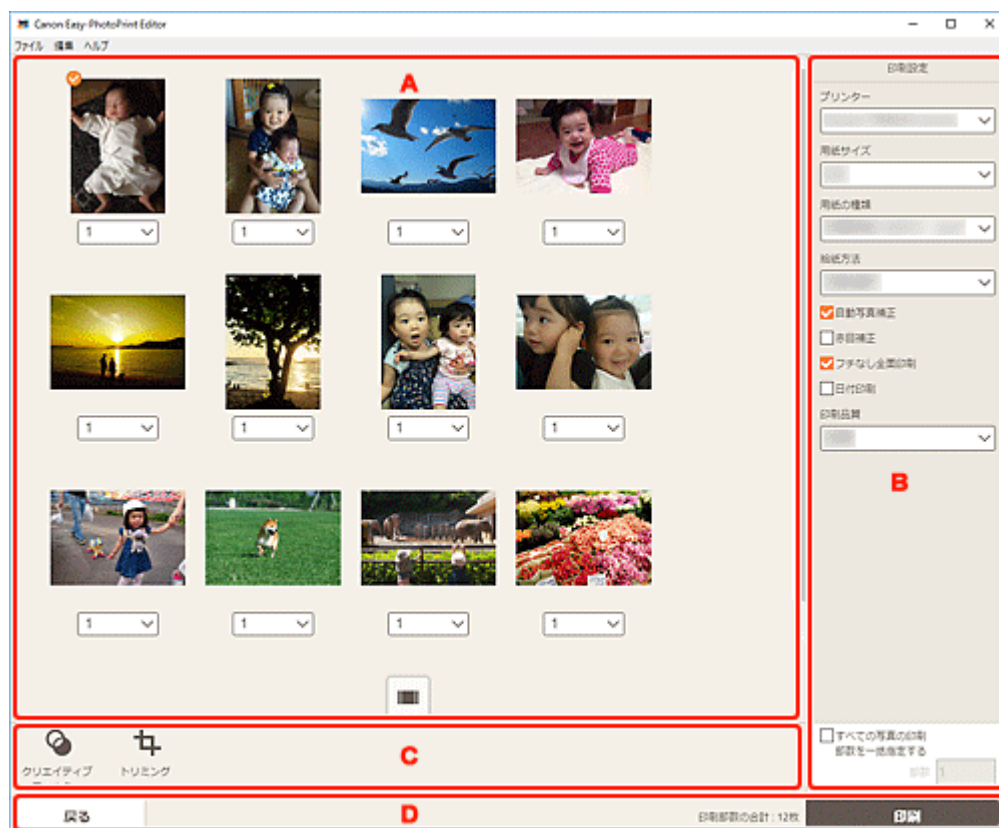 Canon Easy-PhotoPrint Editor
ファイル 編集 ヘルプ
A
印刷設定
プリンター
用紙サイズ
用紙の種類
給紙方法
自動写真補正
赤目補正
フチなし全面印刷
日付印刷
印刷品質
B
1 1 1 1
1 1 1 1
1 1 1 1
すべての写真の印刷
部数を一括指定する
部数 1
クリエイティブ
トリミング
C
戻る
D
印刷部数の合計 : 12枚
印刷